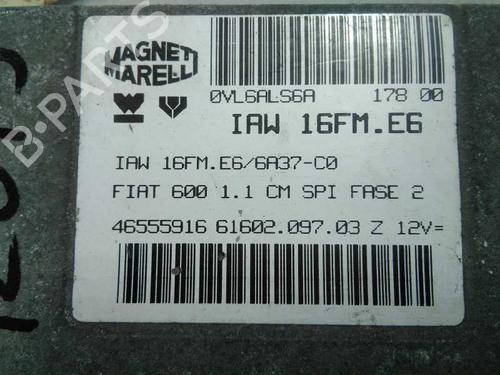 MAGNETI
MARELLI
0VL6ALS6A 178 00
IAW 16FM.E6
IAW 16FM.E6/6A37-C0
FIAT 600 1.1 CM SPI FASE 2
46555916 61602.097.03 Z 12V=